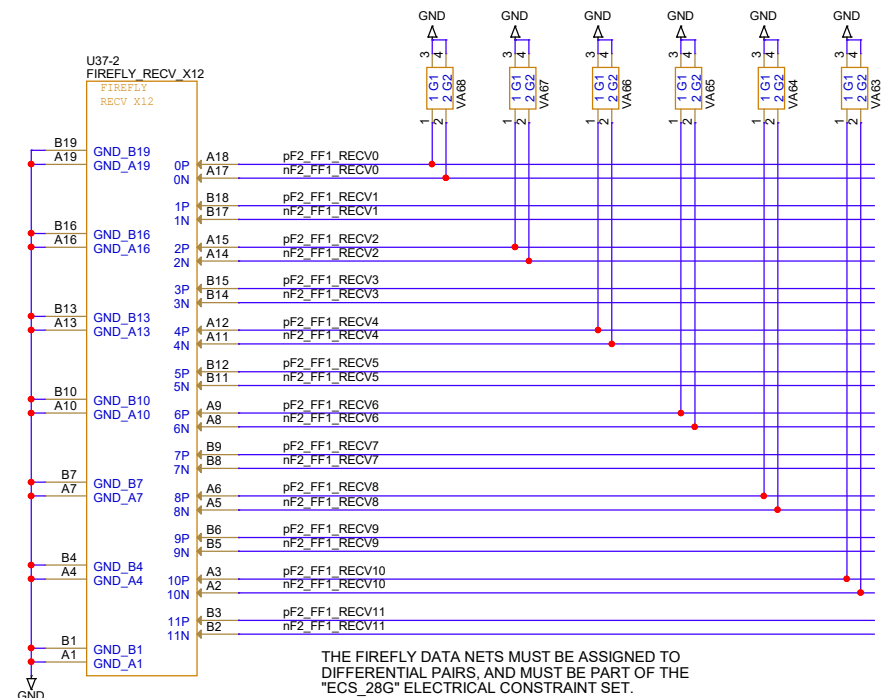 GND GND GND GND GND GND
3 4 3 4 3 4 3 4 3 4 3 4
1 G1 1 G1 1 G1 1 G1 1 G1 1 G1
2 G2 2 G2 2 G2 2 G2 2 G2 2 G2
VA68 VA67 VA66 VA65 VA64 VA63
1 2 1 2 1 2 1 2 1 2 1 2
U37-2
FIREFLY_RECV_X12
FIREFLY
RECV X12
B19 GND_B19
A19 GND_A19
0P A18 pF2_FF1_RECV0
0N A17 nF2_FF1_RECV0
1P B18 pF2_FF1_RECV1
1N B17 nF2_FF1_RECV1
B16 GND_B16
A16 GND_A16
2P A15 pF2_FF1_RECV2
2N A14 nF2_FF1_RECV2
3P B15 pF2_FF1_RECV3
3N B14 nF2_FF1_RECV3
B13 GND_B13
A13 GND_A13
4P A12 pF2_FF1_RECV4
4N A11 nF2_FF1_RECV4
5P B12 pF2_FF1_RECV5
5N B11 nF2_FF1_RECV5
B10 GND_B10
A10 GND_A10
6P A9 pF2_FF1_RECV6
6N A8 nF2_FF1_RECV6
7P B9 pF2_FF1_RECV7
7N B8 nF2_FF1_RECV7
B7 GND_B7
A7 GND_A7
8P A6 pF2_FF1_RECV8
8N A5 nF2_FF1_RECV8
9P B6 pF2_FF1_RECV9
9N B5 nF2_FF1_RECV9
B4 GND_B4
A4 GND_A4
10P A3 pF2_FF1_RECV10
10N A2 nF2_FF1_RECV10
11P B3 pF2_FF1_RECV11
11N B2 nF2_FF1_RECV11
B1 GND_B1
A1 GND_A1
GND
THE FIREFLY DATA NETS MUST BE ASSIGNED TO
DIFFERENTIAL PAIRS, AND MUST BE PART OF THE
"ECS_28G" ELECTRICAL CONSTRAINT SET.